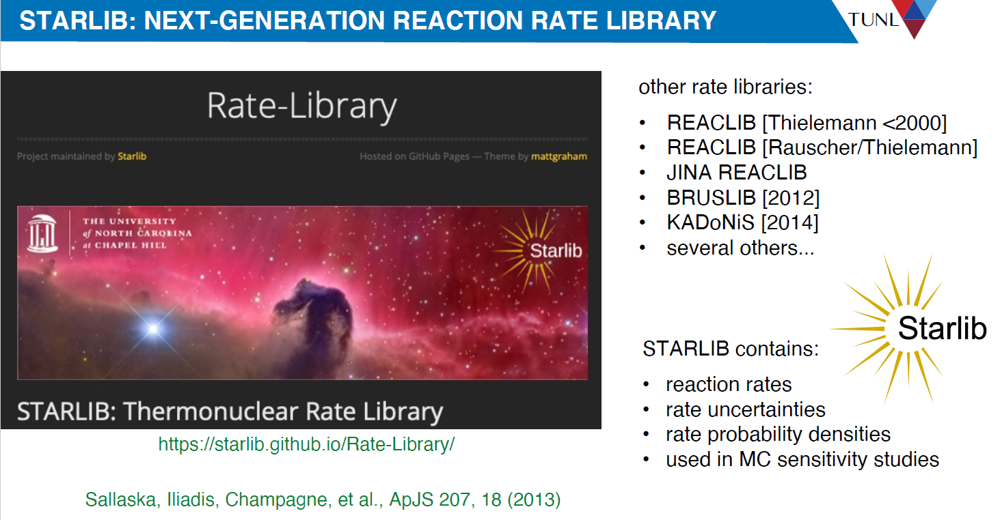 STARLIB: NEXT-GENERATION REACTION RATE LIBRARY
TUNL
Rate-Library
Project maintained by Starlib
Hosted on GitHub Pages — Theme by mattgraham
THE UNIVERSITY
of NORTH CAROLINA
at CHAPEL HILL
Starlib
STARLIB: Thermonuclear Rate Library
https://starlib.github.io/Rate-Library/
Sallaska, Iliadis, Champagne, et al., ApJS 207, 18 (2013)
other rate libraries:
• REACLIB [Thielemann <2000]
• REACLIB [Rauscher/Thielemann]
• JINA REACLIB
• BRUSLIB [2012]
• KADoNiS [2014]
• several others...
Starlib
STARLIB contains:
• reaction rates
• rate uncertainties
• rate probability densities
• used in MC sensitivity studies